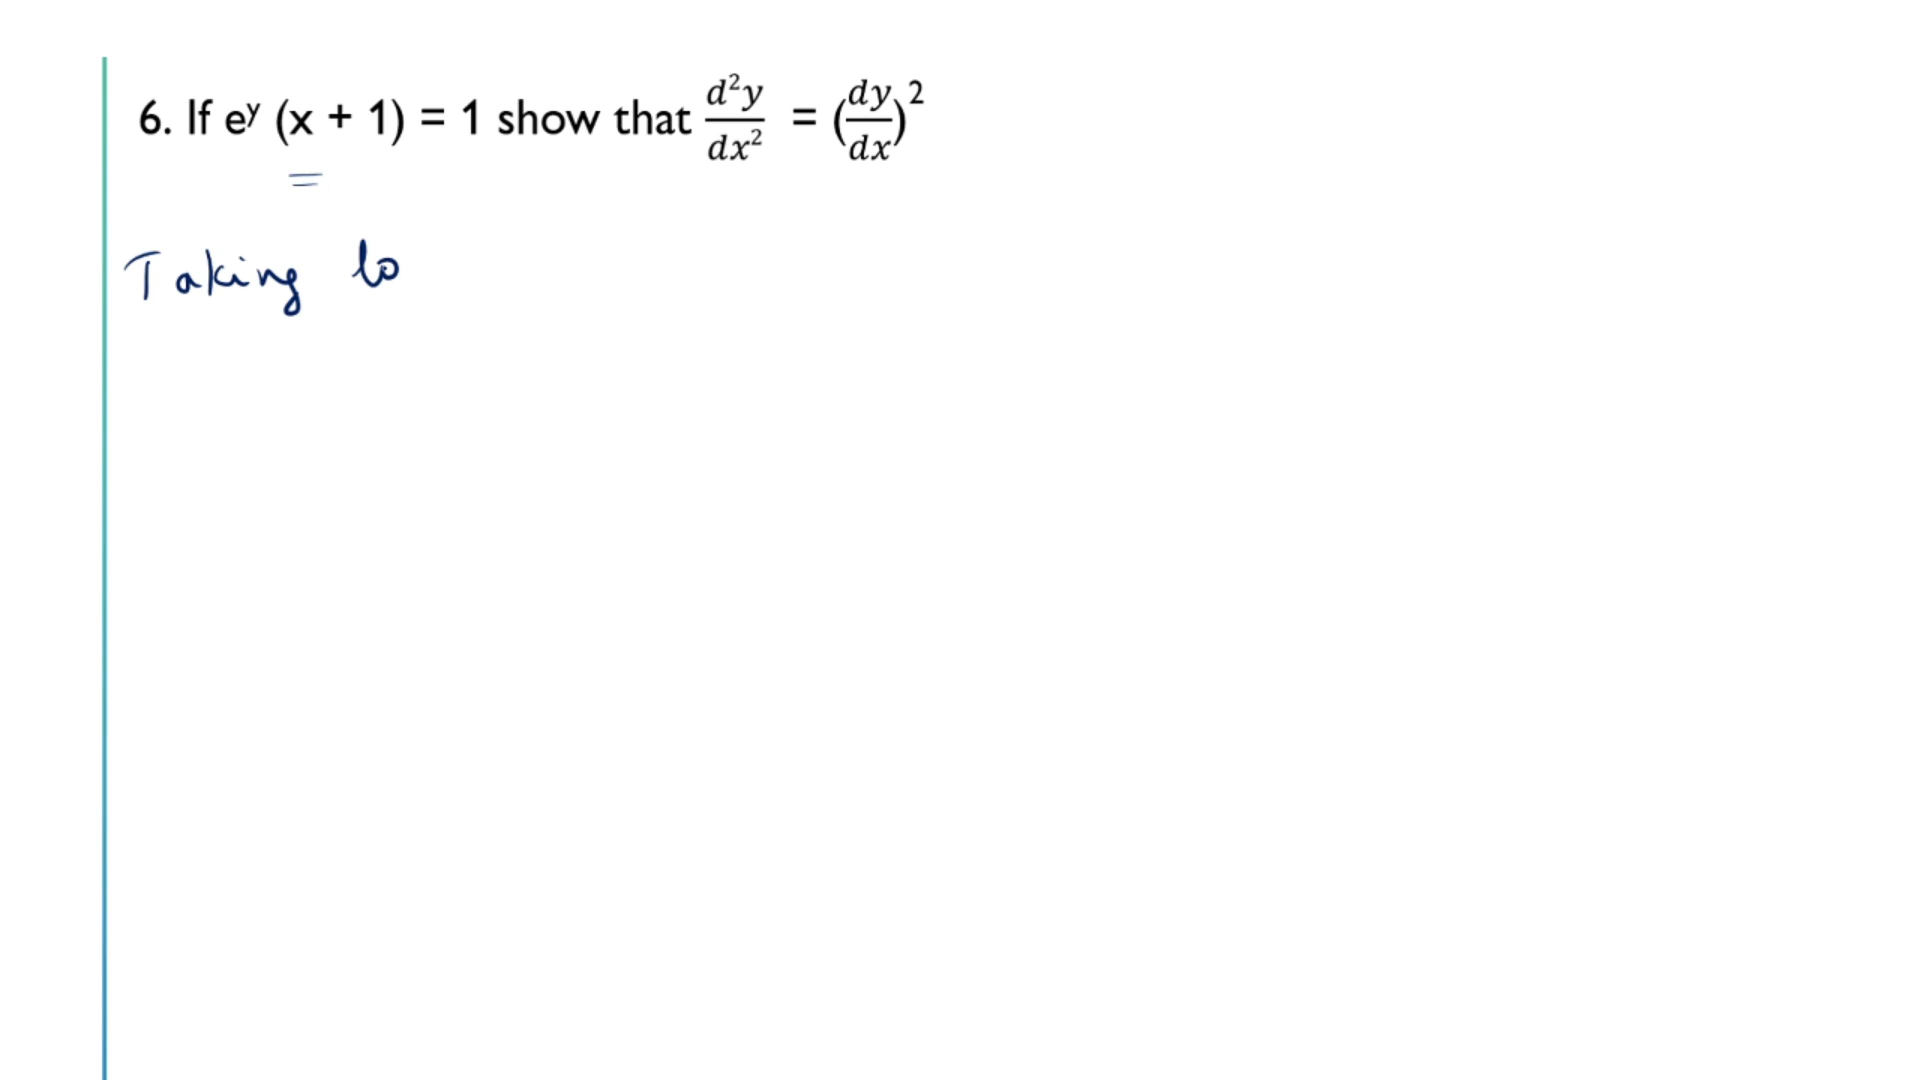 6. If eʸ (x + 1) = 1 show that d²y/dx² = (dy/dx)²
Taking lo